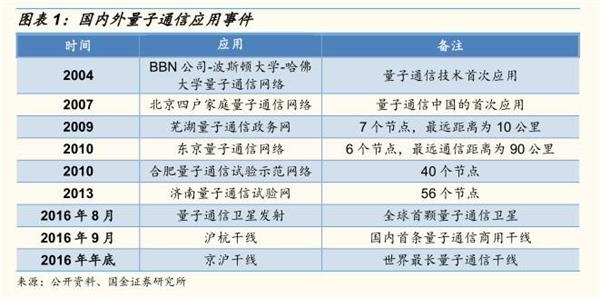 图表 1：国内外量子通信应用事件
时间 应用 备注
2004 BBN 公司-波斯顿大学-哈佛大学量子通信网络 量子通信技术首次应用
2007 北京四户家庭量子通信网络 量子通信中国的首次应用
2009 芜湖量子通信政务网 7 个节点，最远距离为 10 公里
2010 东京量子通信网络 6 个节点，最远通信距离为 90 公里
2010 合肥量子通信试验示范网络 40 个节点
2013 济南量子通信试验网 56 个节点
2016 年 8 月 量子通信卫星发射 全球首颗量子通信卫星
2016 年 9 月 沪杭干线 国内首条量子通信商用干线
2016 年年底 京沪干线 世界最长量子通信干线
来源：公开资料、国金证券研究所